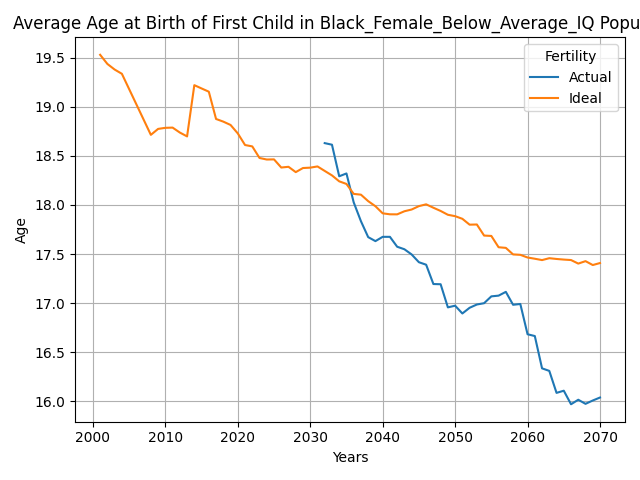 Average Age at Birth of First Child in Black_Female_Below_Average_IQ Popu
Fertility
Actual
Ideal
19.5
19.0
18.5
18.0
17.5
17.0
16.5
16.0
Age
2000 2010 2020 2030 2040 2050 2060 2070
Years